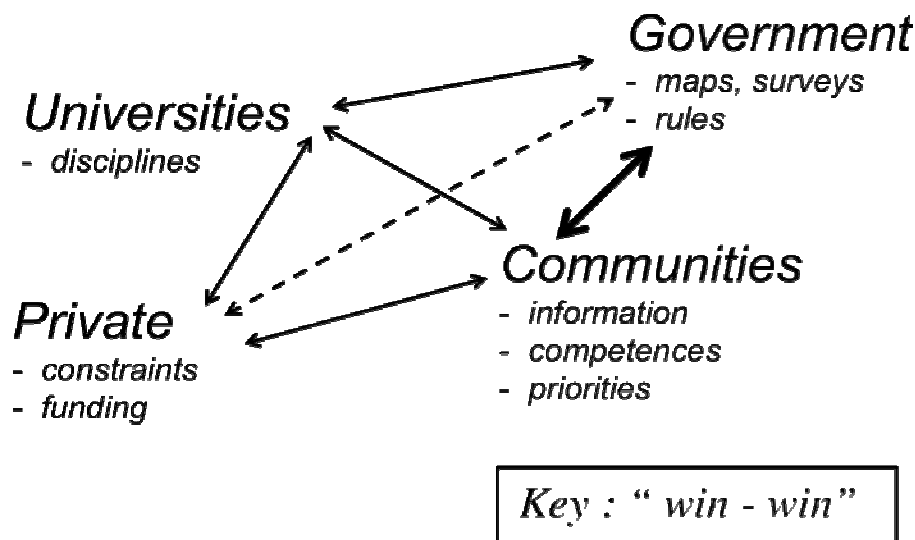 Government
- maps, surveys
- rules
Universities
- disciplines
Communities
- information
- competences
- priorities
Private
- constraints
- funding
Key : “ win - win”